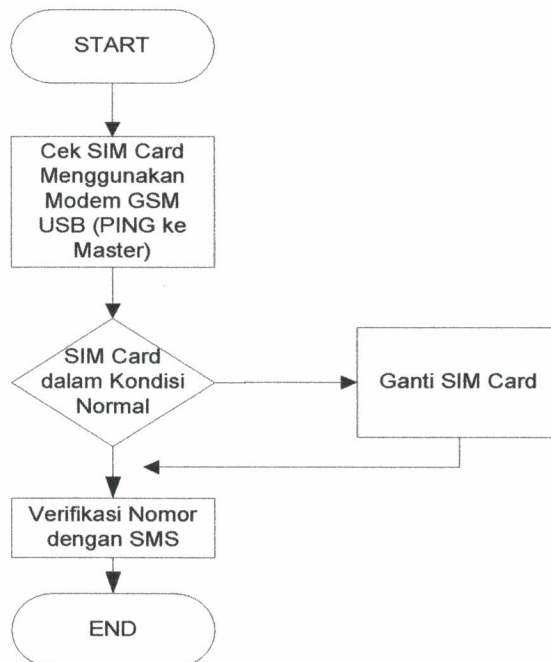 START
Cek SIM Card
Menggunakan
Modem GSM
USB (PING ke
Master)
SIM Card
dalam Kondisi
Normal
Ganti SIM Card
Verifikasi Nomor
dengan SMS
END